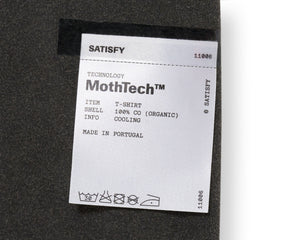 SATISFY
11006
TECHNOLOGY
MothTech™
ITEM T-SHIRT
SHELL 100% CO (ORGANIC)
INFO COOLING
MADE IN PORTUGAL
© SATISFY
11006